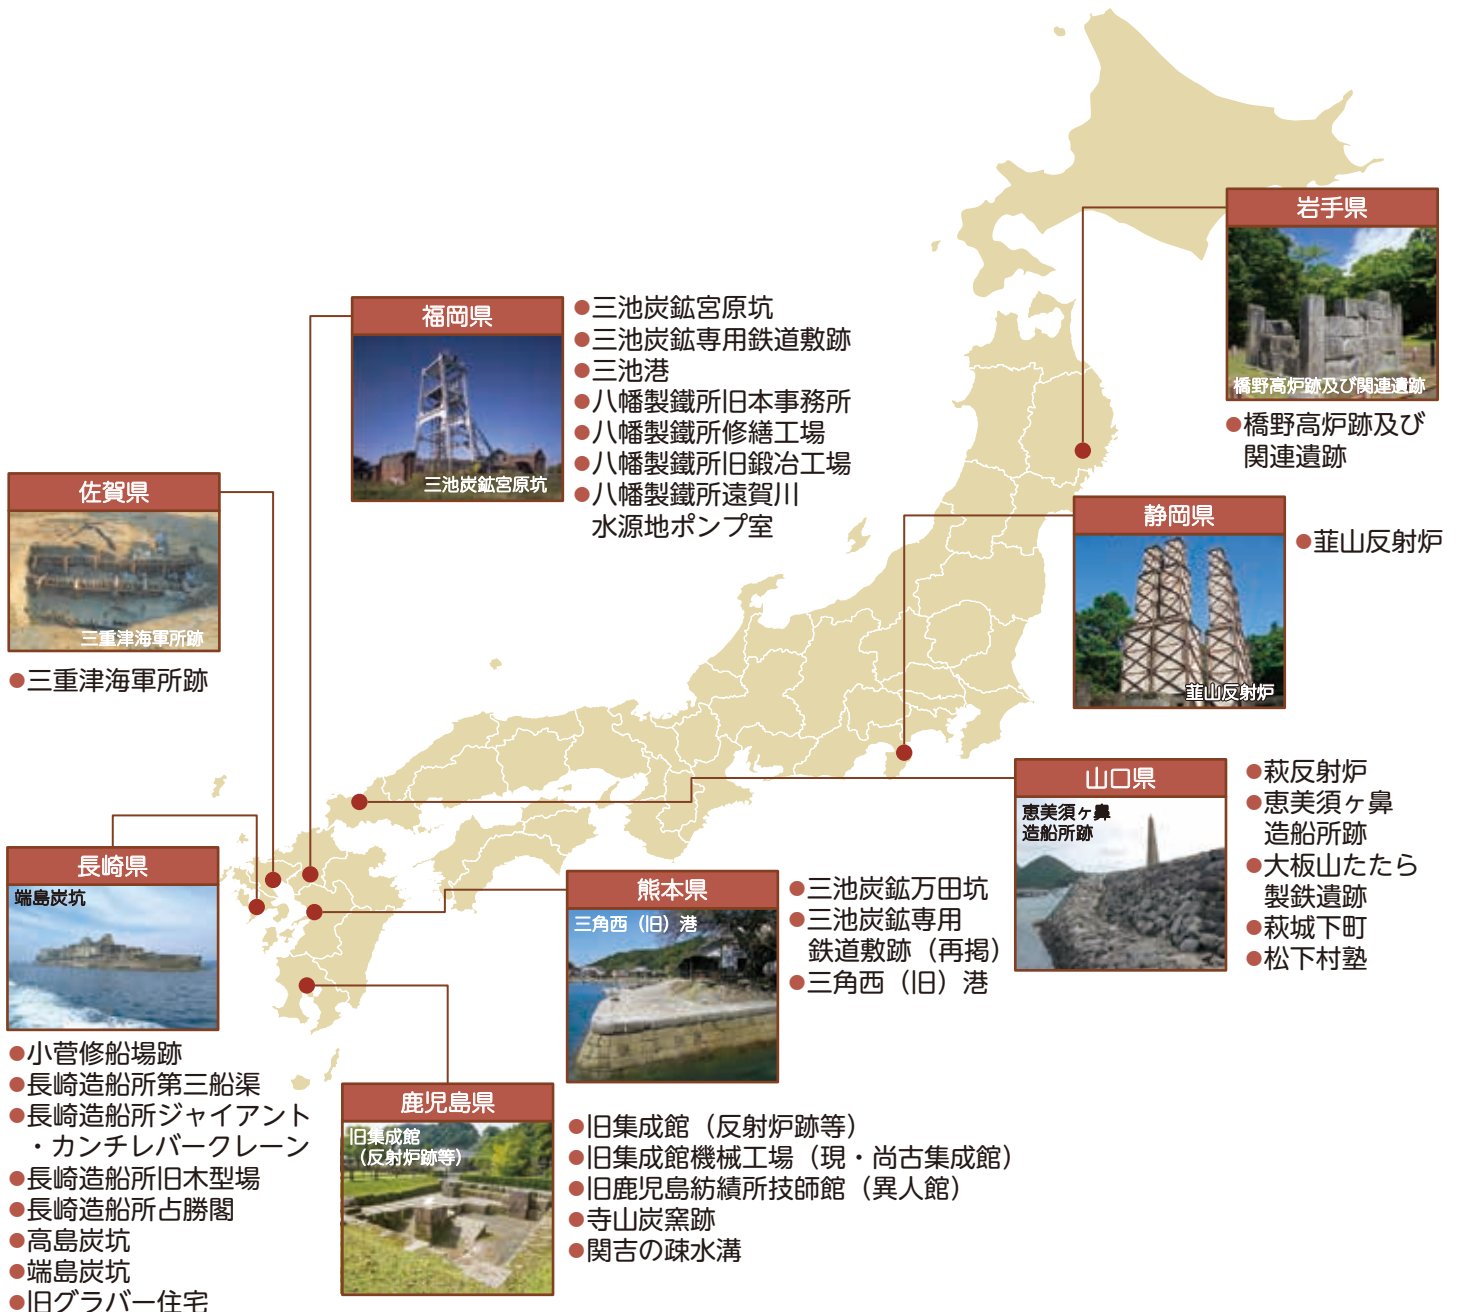 岩手県
橋野高炉跡及び関連遺跡
●橋野高炉跡及び
関連遺跡
福岡県
三池炭鉱宮原坑
●三池炭鉱宮原坑
●三池炭鉱専用鉄道敷跡
●三池港
●八幡製鐵所旧本事務所
●八幡製鐵所修繕工場
●八幡製鐵所旧鍛冶工場
●八幡製鐵所遠賀川
水源地ポンプ室
佐賀県
三重津海軍所跡
●三重津海軍所跡
静岡県
韮山反射炉
●韮山反射炉
山口県
恵美須ヶ鼻
造船所跡
●萩反射炉
●恵美須ヶ鼻
造船所跡
●大板山たたら
製鉄遺跡
●萩城下町
●松下村塾
長崎県
端島炭坑
●小菅修船場跡
●長崎造船所第三船渠
●長崎造船所ジャイアント
・カンチレバークレーン
●長崎造船所旧木型場
●長崎造船所占勝閣
●高島炭坑
●端島炭坑
●旧グラバー住宅
熊本県
三角西（旧）港
●三池炭鉱万田坑
●三池炭鉱専用
鉄道敷跡（再掲）
●三角西（旧）港
鹿児島県
旧集成館
（反射炉跡等）
●旧集成館（反射炉跡等）
●旧集成館機械工場（現・尚古集成館）
●旧鹿児島紡績所技師館（異人館）
●寺山炭窯跡
●関吉の疎水溝